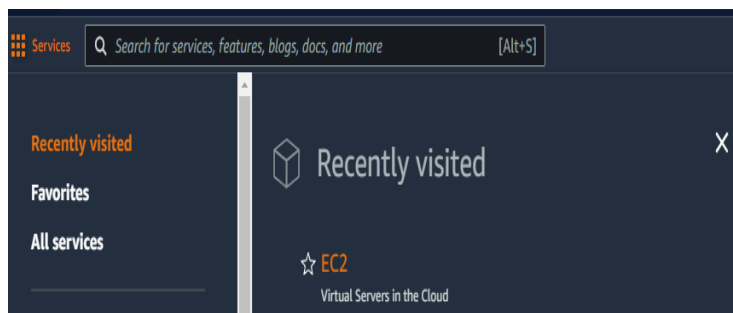 Services
Search for services, features, blogs, docs, and more [Alt+S]
Recently visited
Favorites
All services
Recently visited
EC2
Virtual Servers in the Cloud